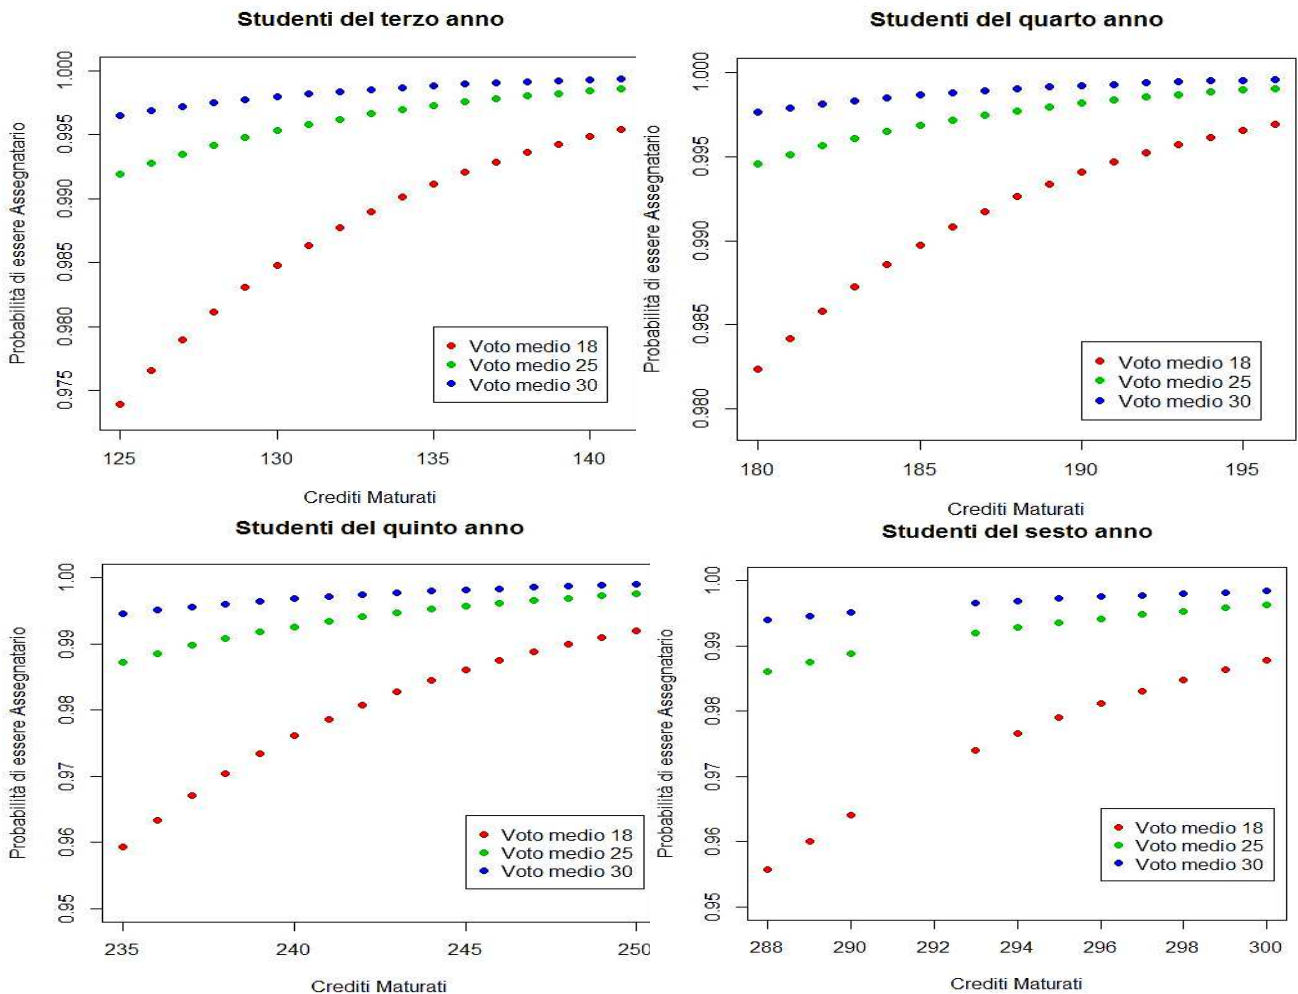 Studenti del terzo anno
Probabilità di essere Assegnatario
1.000
0.995
0.990
0.985
0.980
0.975
Voto medio 18
Voto medio 25
Voto medio 30
125 130 135 140
Crediti Maturati
Studenti del quarto anno
Probabilità di essere Assegnatario
1.000
0.995
0.990
0.985
0.980
Voto medio 18
Voto medio 25
Voto medio 30
180 185 190 195
Crediti Maturati
Studenti del quinto anno
Probabilità di essere Assegnatario
1.00
0.99
0.98
0.97
0.96
0.95
Voto medio 18
Voto medio 25
Voto medio 30
235 240 245 250
Crediti Maturati
Studenti del sesto anno
Probabilità di essere Assegnatario
1.00
0.99
0.98
0.97
0.96
0.95
Voto medio 18
Voto medio 25
Voto medio 30
288 290 292 294 296 298 300
Crediti Maturati